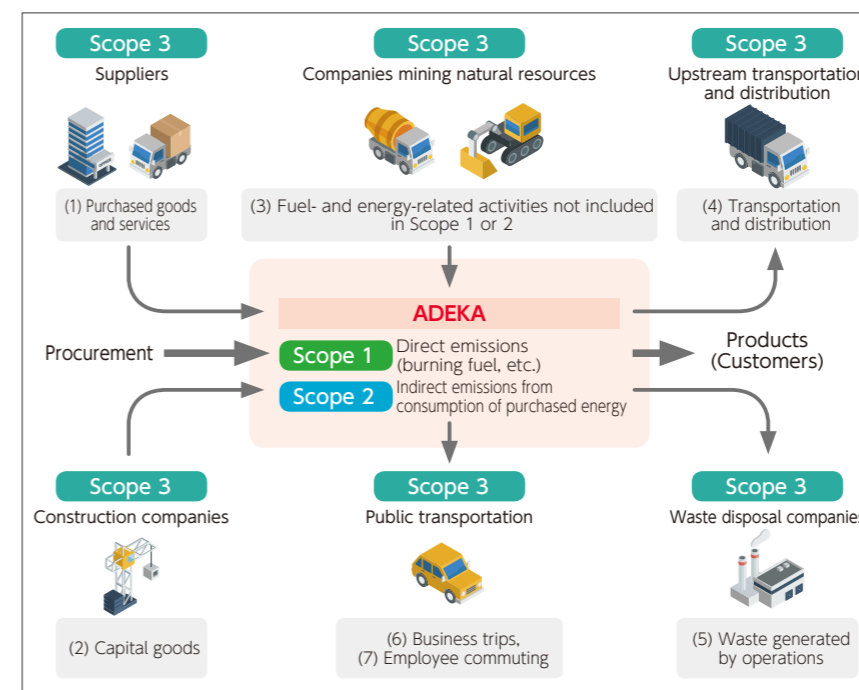 Scope 3
Suppliers
(1) Purchased goods
and services
Scope 3
Companies mining natural resources
(3) Fuel- and energy-related activities not included
in Scope 1 or 2
Scope 3
Upstream transportation
and distribution
(4) Transportation
and distribution
ADEKA
Procurement
Scope 1
Direct emissions
(burning fuel, etc.)
Scope 2
Indirect emissions from
consumption of purchased energy
Products
(Customers)
Scope 3
Construction companies
(2) Capital goods
Scope 3
Public transportation
(6) Business trips,
(7) Employee commuting
Scope 3
Waste disposal companies
(5) Waste generated
by operations